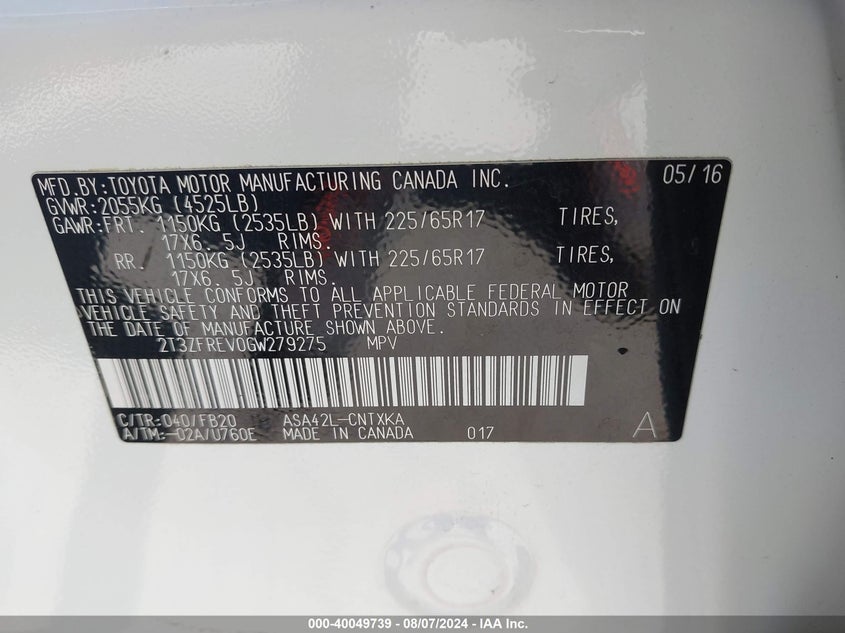 MFD.BY:TOYOTA MOTOR MANUFACTURING CANADA INC. 05/16
GVWR:2055KG (4525LB)
GAWR:FRT. 1150KG (2535LB) WITH 225/65R17 TIRES,
17X6. 5J RIMS.
RR. 1150KG (2535LB) WITH 225/65R17 TIRES,
17X6. 5J RIMS.
THIS VEHICLE CONFORMS TO ALL APPLICABLE FEDERAL MOTOR
VEHICLE SAFETY AND THEFT PREVENTION STANDARDS IN EFFECT ON
THE DATE OF MANUFACTURE SHOWN ABOVE.
2T3ZFREV0GW279275 MPV
C/TR:040/FB20 ASA42L-CNTXKA
A/TM:-02A/U760E MADE IN CANADA 017 A
000-40049739 - 08/07/2024 - IAA Inc.